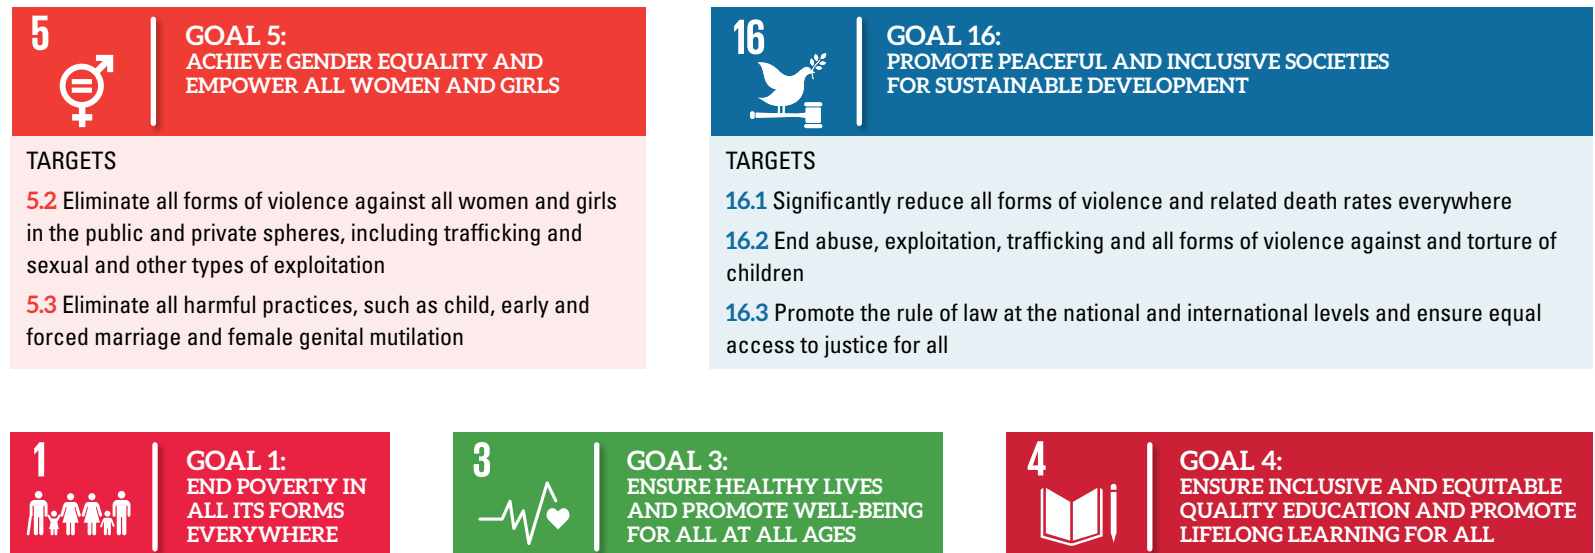 5
GOAL 5:
ACHIEVE GENDER EQUALITY AND
EMPOWER ALL WOMEN AND GIRLS
TARGETS
5.2 Eliminate all forms of violence against all women and girls
in the public and private spheres, including trafficking and
sexual and other types of exploitation
5.3 Eliminate all harmful practices, such as child, early and
forced marriage and female genital mutilation
16
GOAL 16:
PROMOTE PEACEFUL AND INCLUSIVE SOCIETIES
FOR SUSTAINABLE DEVELOPMENT
TARGETS
16.1 Significantly reduce all forms of violence and related death rates everywhere
16.2 End abuse, exploitation, trafficking and all forms of violence against and torture of
children
16.3 Promote the rule of law at the national and international levels and ensure equal
access to justice for all
1
GOAL 1:
END POVERTY IN
ALL ITS FORMS
EVERYWHERE
3
GOAL 3:
ENSURE HEALTHY LIVES
AND PROMOTE WELL-BEING
FOR ALL AT ALL AGES
4
GOAL 4:
ENSURE INCLUSIVE AND EQUITABLE
QUALITY EDUCATION AND PROMOTE
LIFELONG LEARNING FOR ALL